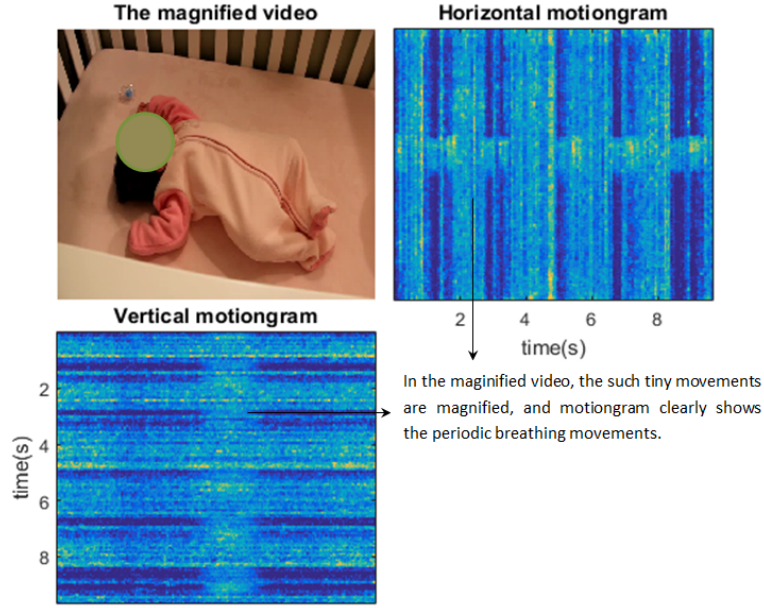 The magnified video
Horizontal motiongram
2 4 6 8
time(s)
Vertical motiongram
2
4
6
8
time(s)
In the maginified video, the such tiny movements
are magnified, and motiongram clearly shows
the periodic breathing movements.